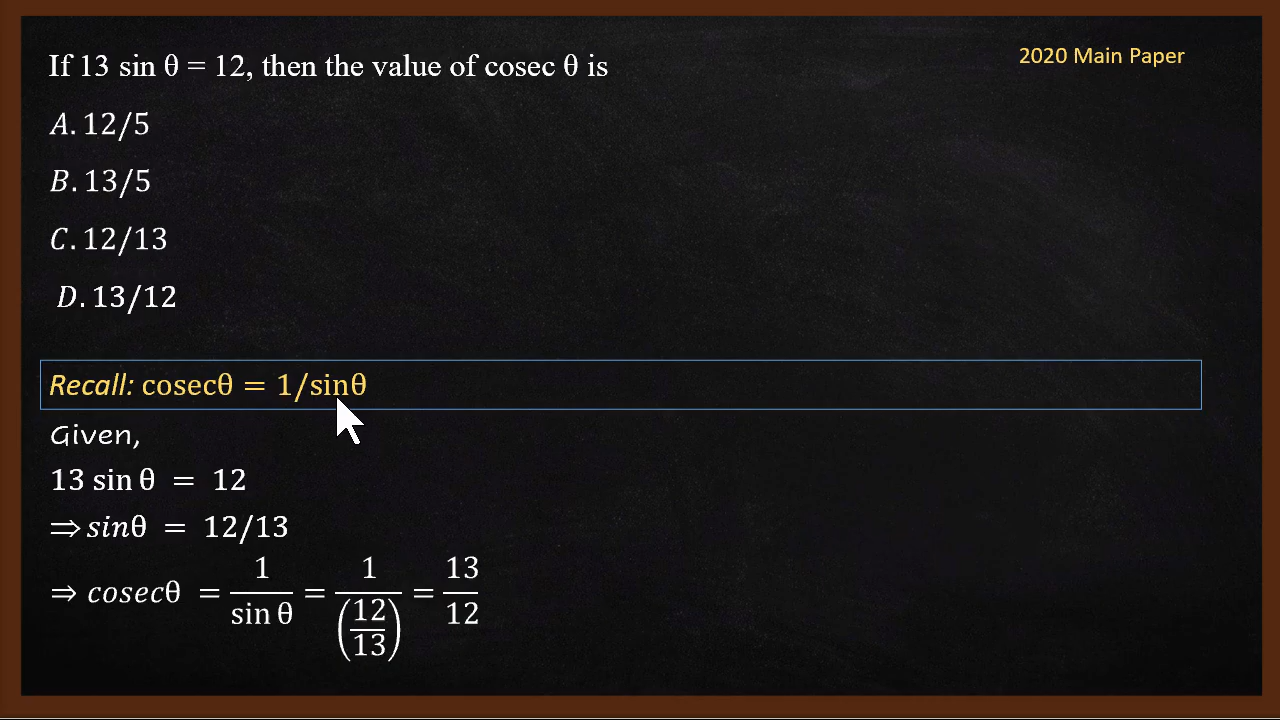 If 13 sin θ = 12, then the value of cosec θ is
2020 Main Paper
A. 12/5
B. 13/5
C. 12/13
D. 13/12
Recall: cosecθ = 1/sinθ
Given,
13 sin θ = 12
⇒ sinθ = 12/13
⇒ cosecθ = 1/sin θ = 1/(12/13) = 13/12